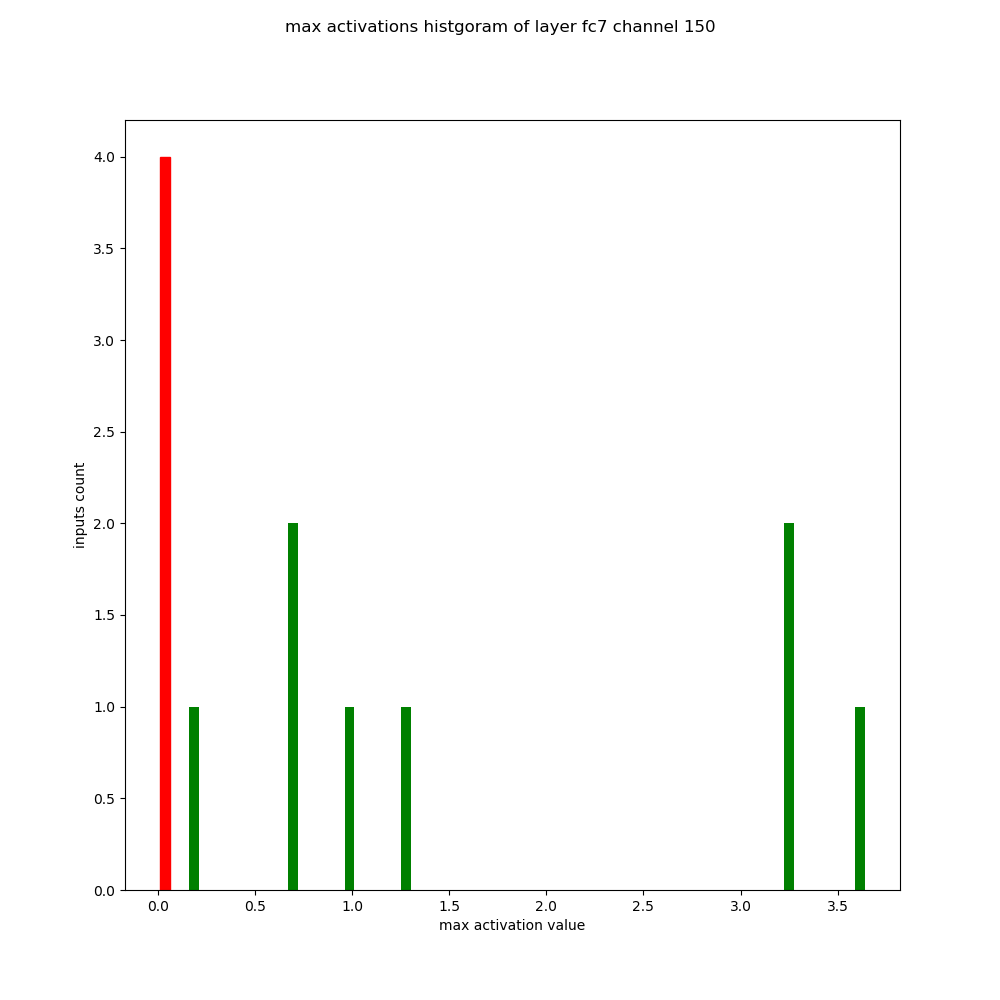 max activations histgoram of layer fc7 channel 150
4.0
3.5
3.0
2.5
2.0
1.5
1.0
0.5
0.0
inputs count
0.0 0.5 1.0 1.5 2.0 2.5 3.0 3.5
max activation value